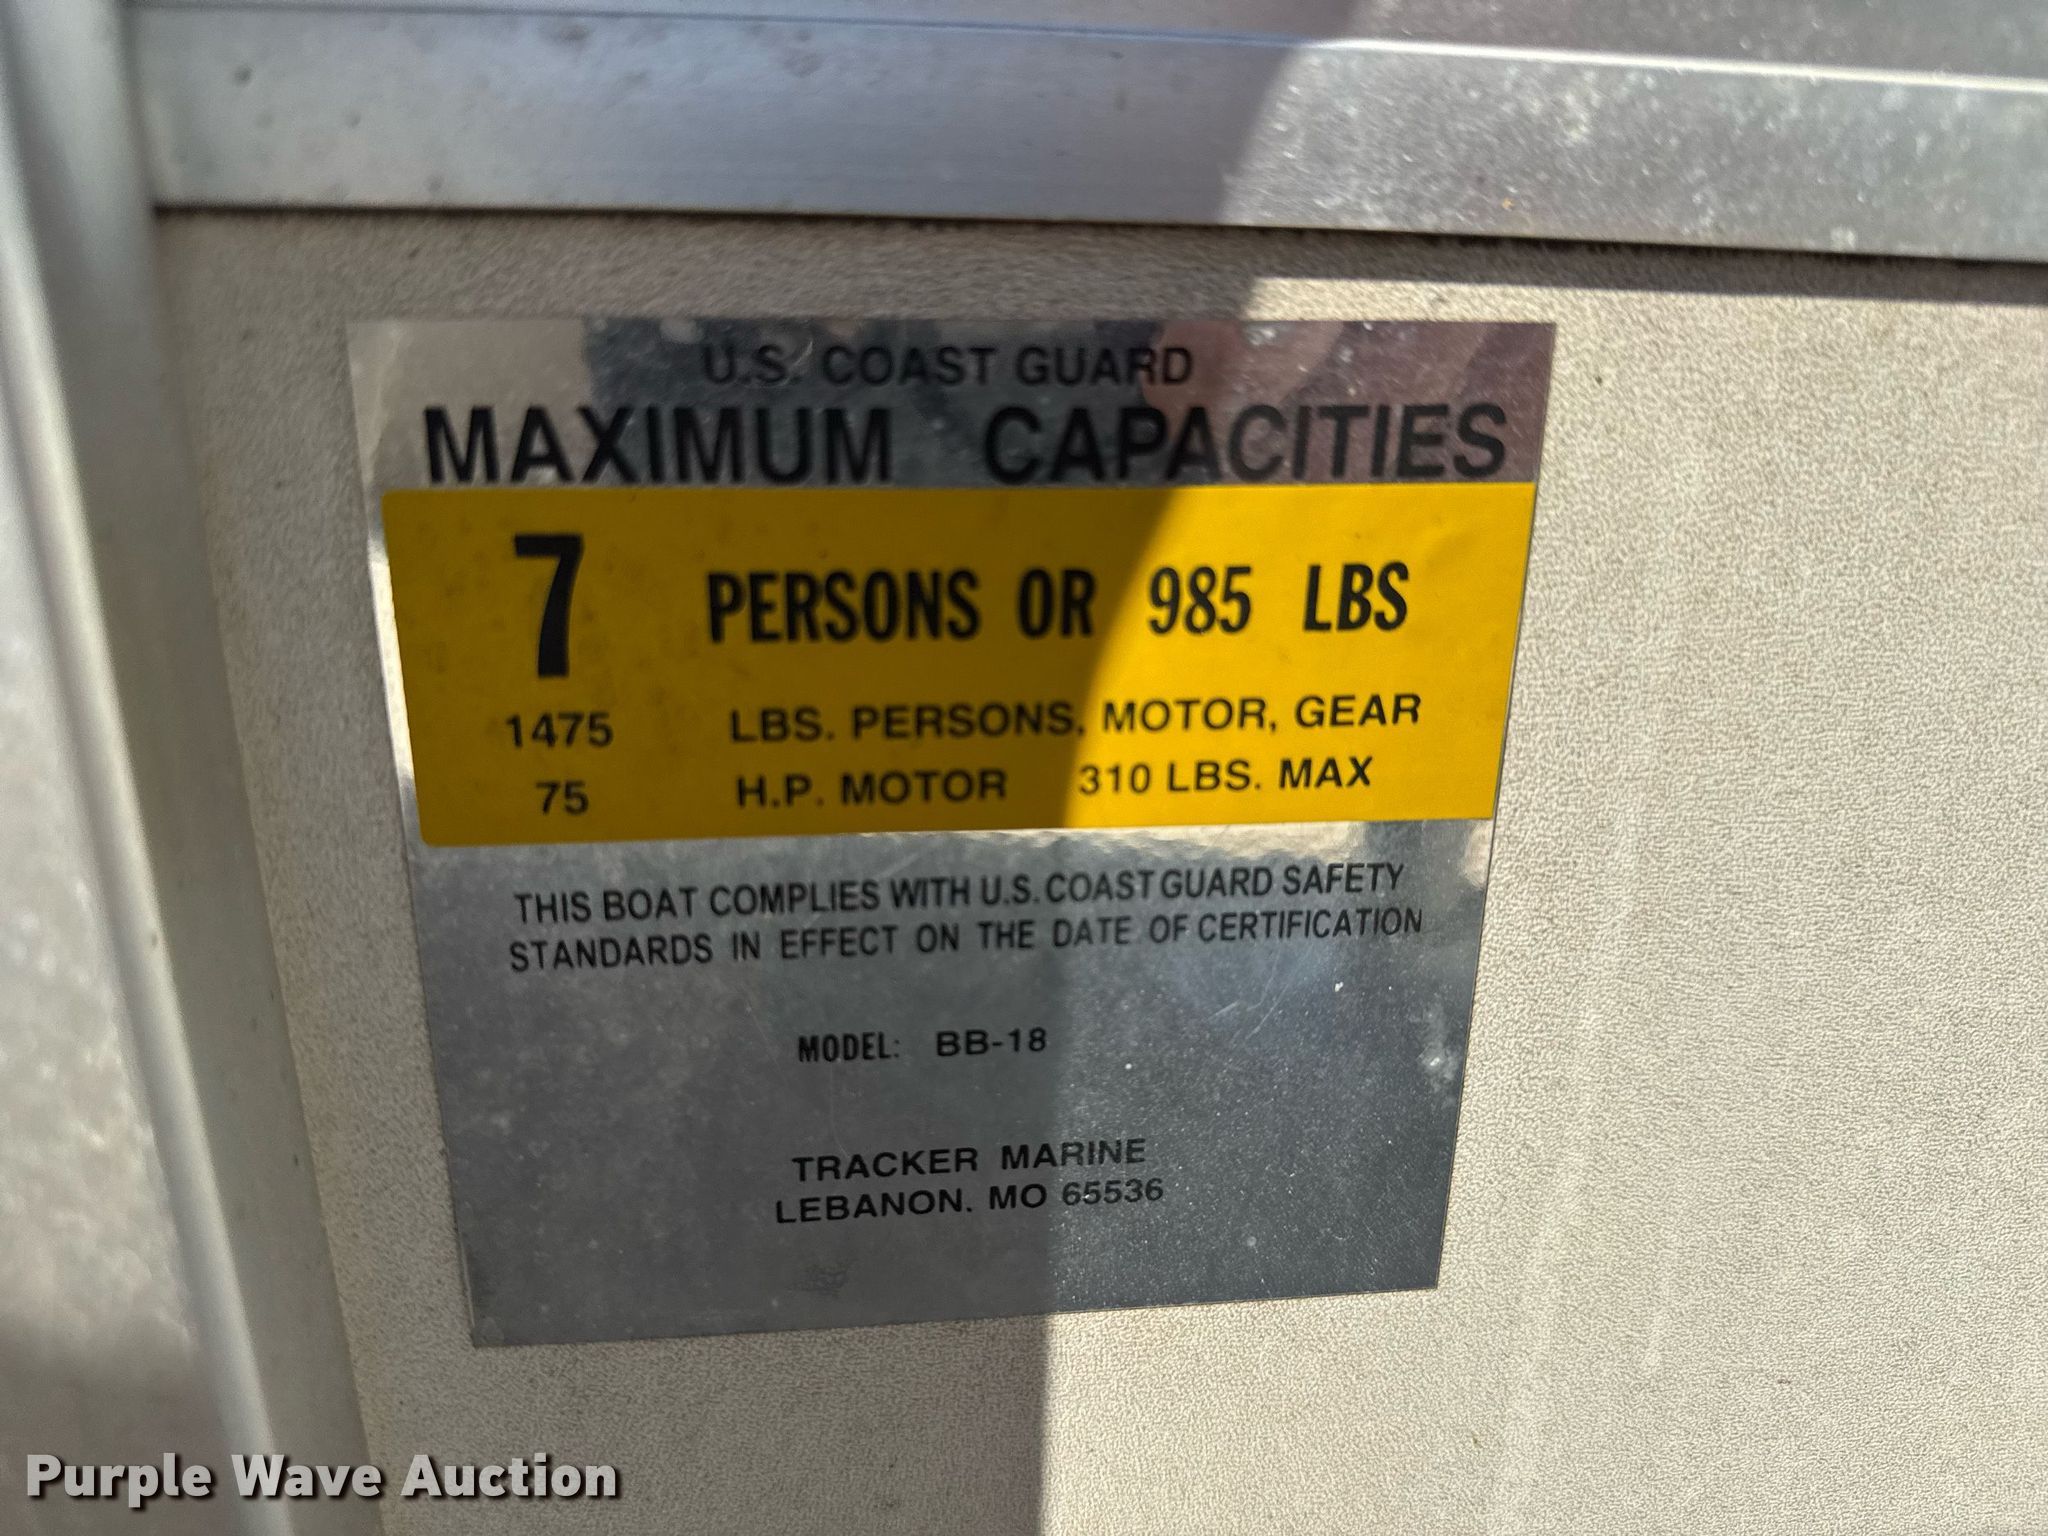 U.S. COAST GUARD
MAXIMUM CAPACITIES
7 PERSONS OR 985 LBS
1475 LBS. PERSONS, MOTOR, GEAR
75 H.P. MOTOR 310 LBS. MAX
THIS BOAT COMPLIES WITH U.S. COAST GUARD SAFETY
STANDARDS IN EFFECT ON THE DATE OF CERTIFICATION
MODEL: BB-18
TRACKER MARINE
LEBANON. MO 65536
Purple Wave Auction